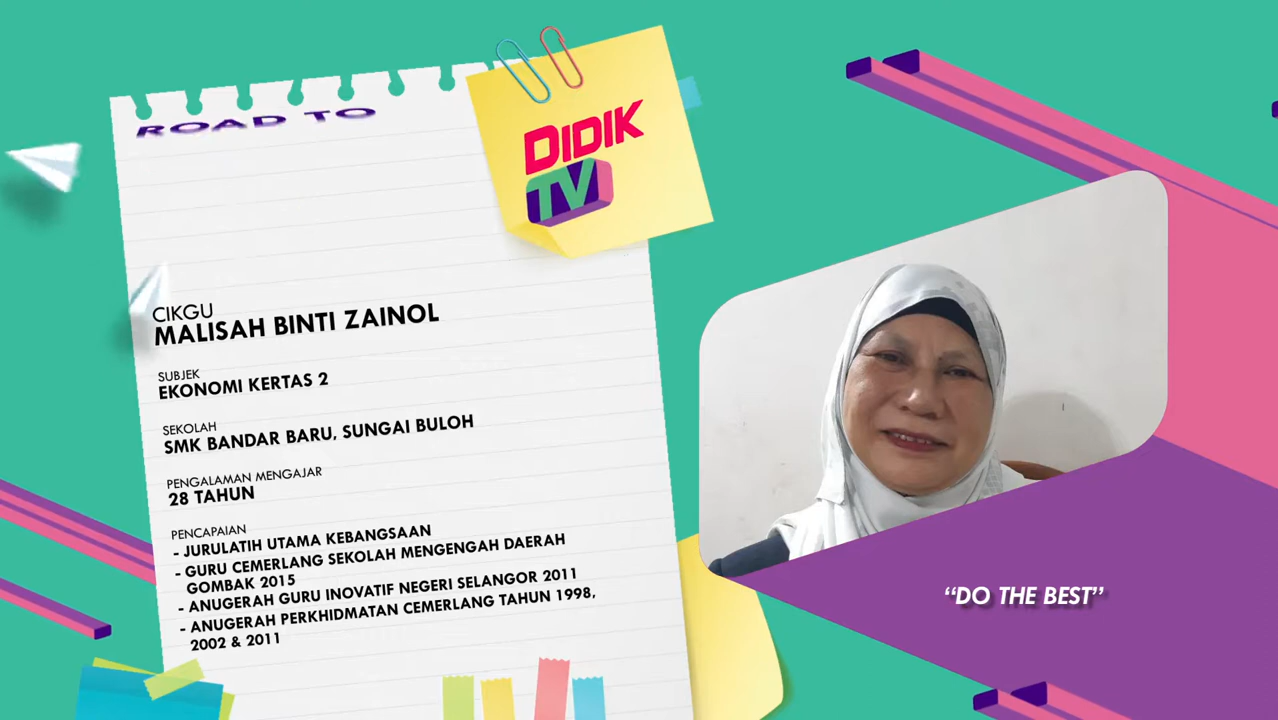 ROAD TO
DIDIK
TV
CIKGU
MALISAH BINTI ZAINOL
SUBJEK
EKONOMI KERTAS 2
SEKOLAH
SMK BANDAR BARU, SUNGAI BULOH
PENGALAMAN MENGAJAR
28 TAHUN
PENCAPAIAN
- JURULATIH UTAMA KEBANGSAAN
- GURU CEMERLANG SEKOLAH MENGENGAH DAERAH
GOMBAK 2015
- ANUGERAH GURU INOVATIF NEGERI SELANGOR 2011
- ANUGERAH PERKHIDMATAN CEMERLANG TAHUN 1998,
2002 & 2011
“DO THE BEST”